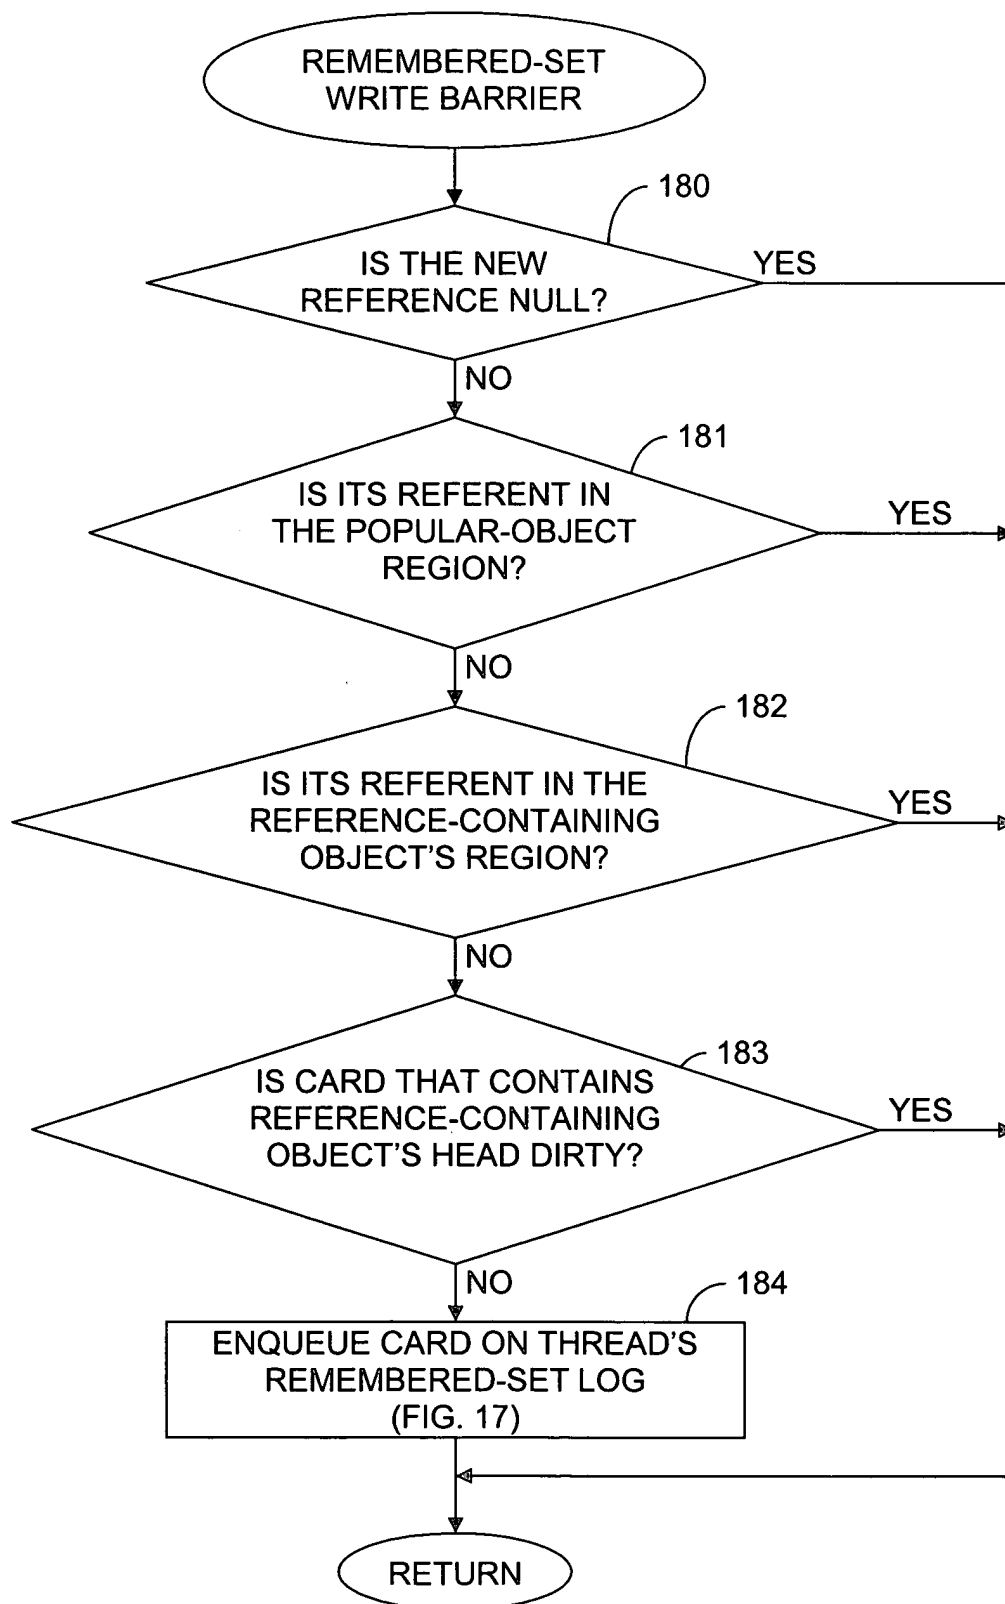 REMEMBERED-SET
WRITE BARRIER
180
IS THE NEW
REFERENCE NULL?
YES
NO
181
IS ITS REFERENT IN
THE POPULAR-OBJECT
REGION?
YES
NO
182
IS ITS REFERENT IN THE
REFERENCE-CONTAINING
OBJECT'S REGION?
YES
NO
183
IS CARD THAT CONTAINS
REFERENCE-CONTAINING
OBJECT'S HEAD DIRTY?
YES
NO
184
ENQUEUE CARD ON THREAD'S
REMEMBERED-SET LOG
(FIG. 17)
RETURN